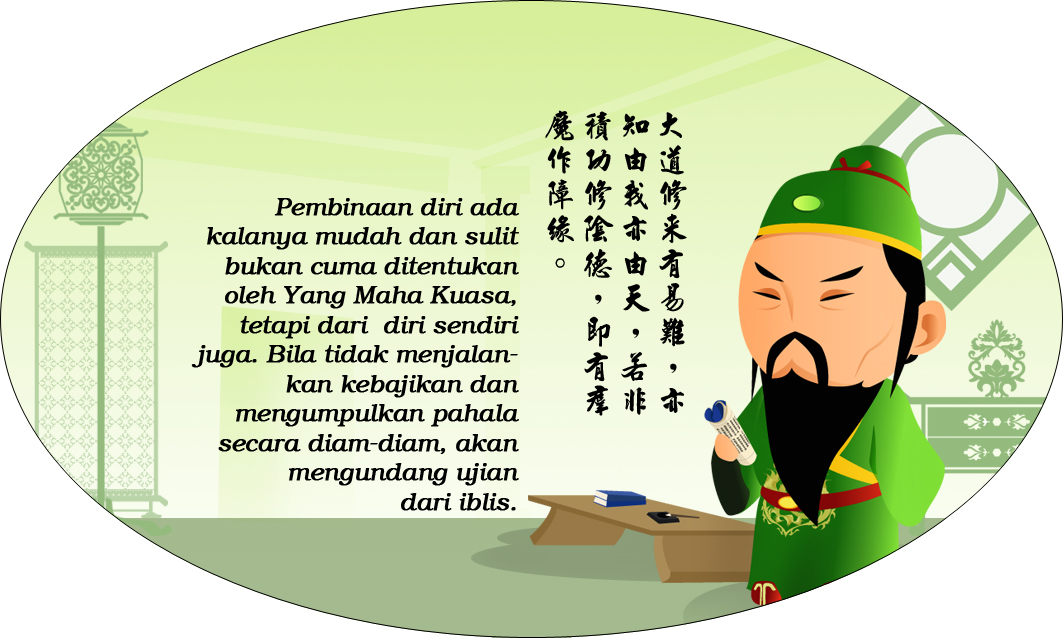 大道修来有易難，亦
知由我亦由天，若非
積功修陰德，即有羣
魔作障緣。
Pembinaan diri ada
kalanya mudah dan sulit
bukan cuma ditentukan
oleh Yang Maha Kuasa,
tetapi dari diri sendiri
juga. Bila tidak menjalan-
kan kebajikan dan
mengumpulkan pahala
secara diam-diam, akan
mengundang ujian
dari iblis.